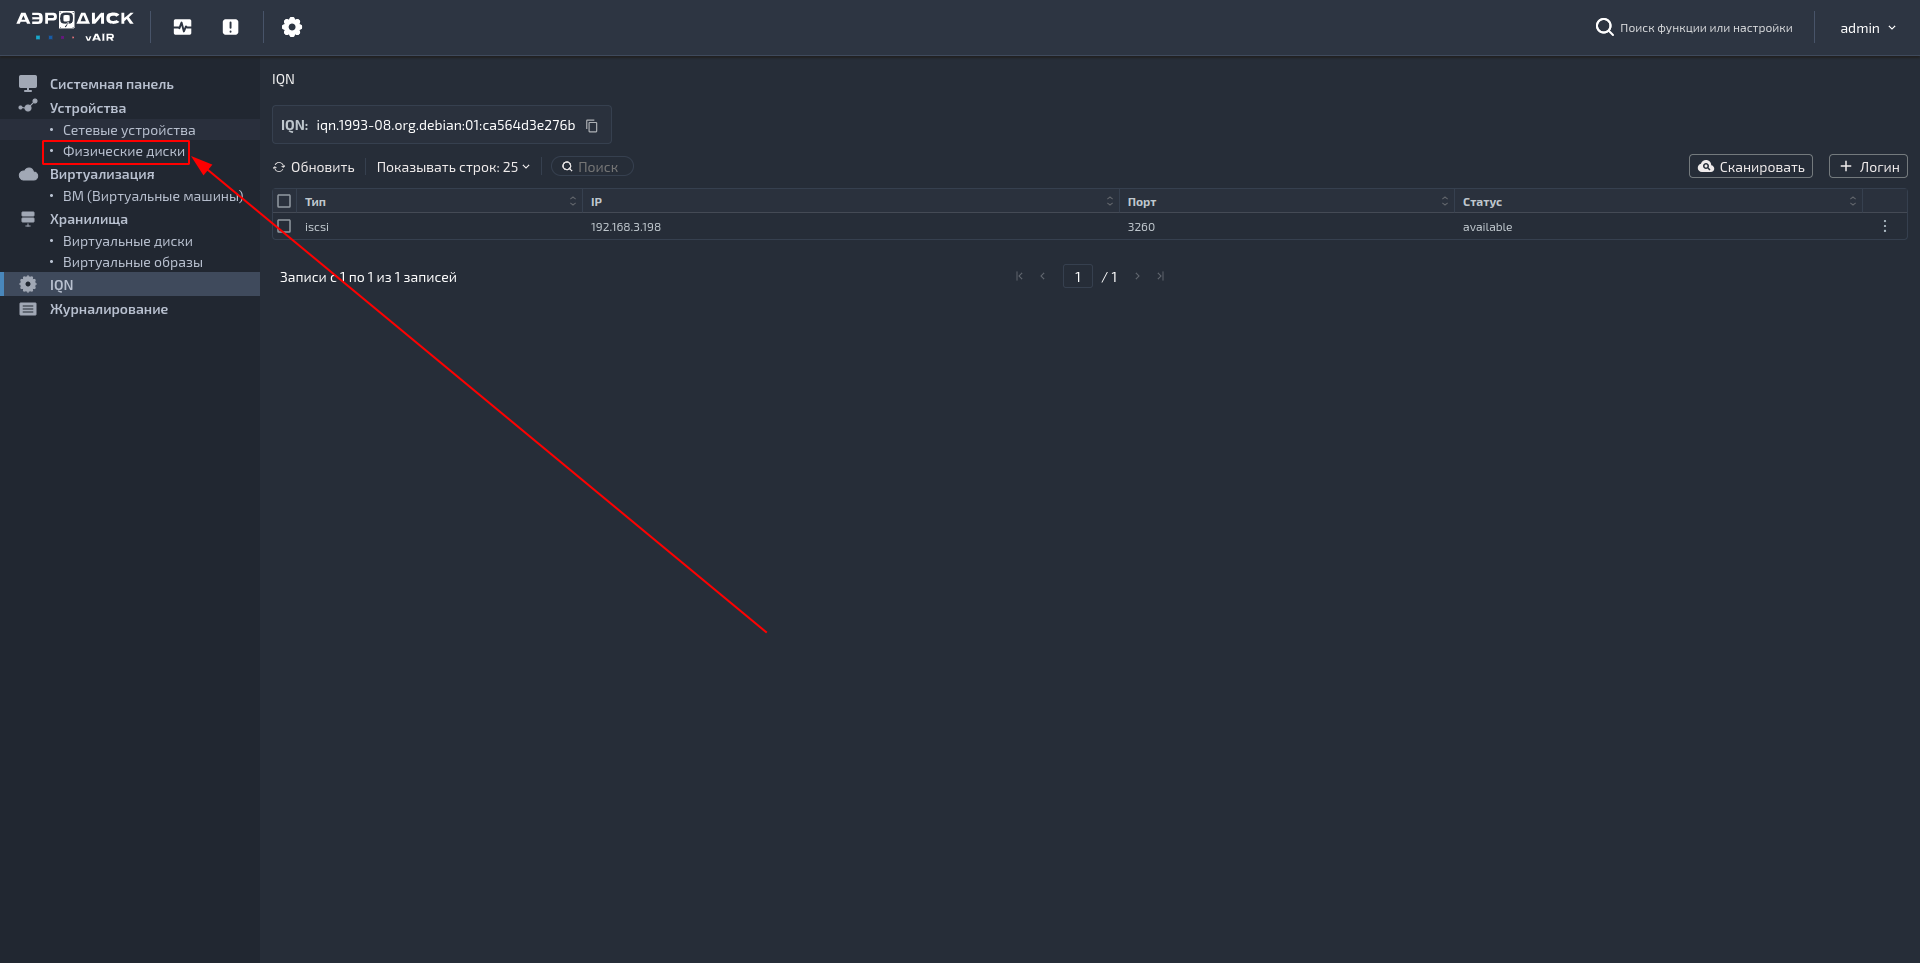 АЭРОДИСК
vAIR
Поиск функции или настройки
admin
Системная панель
Устройства
Сетевые устройства
Физические диски
Виртуализация
ВМ (Виртуальные машины)
Хранилища
Виртуальные диски
Виртуальные образы
IQN
Журналирование
IQN
IQN: iqn.1993-08.org.debian:01:ca564d3e276b
Обновить Показывать строк: 25 Поиск Сканировать + Логин
Тип IP Порт Статус
iscsi 192.168.3.198 3260 available
Записи с 1 по 1 из 1 записей 1 / 1